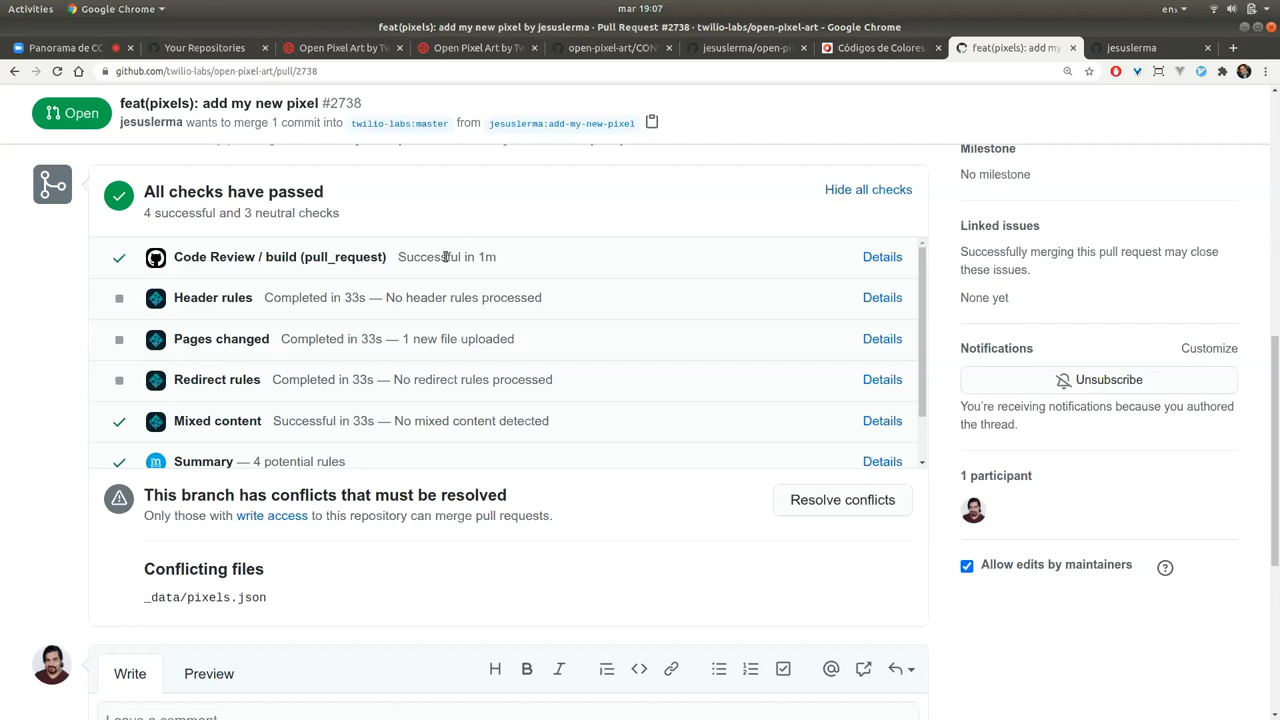 Activities
Google Chrome
mar 19:07
en₃
feat(pixels): add my new pixel by jesuslerma · Pull Request #2738 · twilio-labs/open-pixel-art - Google Chrome
Panorama de CC
Your Repositories
Open Pixel Art by Tw
Open Pixel Art by Tw
open-pixel-art/CONT
jesuslerma/open-pi
Códigos de Colores
feat(pixels): add my
jesuslerma
github.com/twilio-labs/open-pixel-art/pull/2738
Open
feat(pixels): add my new pixel #2738
jesuslerma wants to merge 1 commit into twilio-labs:master from jesuslerma:add-my-new-pixel
All checks have passed
4 successful and 3 neutral checks
Hide all checks
Code Review / build (pull_request) Successful in 1m
Details
Header rules Completed in 33s — No header rules processed
Details
Pages changed Completed in 33s — 1 new file uploaded
Details
Redirect rules Completed in 33s — No redirect rules processed
Details
Mixed content Successful in 33s — No mixed content detected
Details
Summary — 4 potential rules
Details
This branch has conflicts that must be resolved
Only those with write access to this repository can merge pull requests.
Resolve conflicts
Conflicting files
_data/pixels.json
Write
Preview
Leave a comment
Milestone
No milestone
Linked issues
Successfully merging this pull request may close
these issues.
None yet
Notifications
Customize
Unsubscribe
You're receiving notifications because you authored
the thread.
1 participant
Allow edits by maintainers